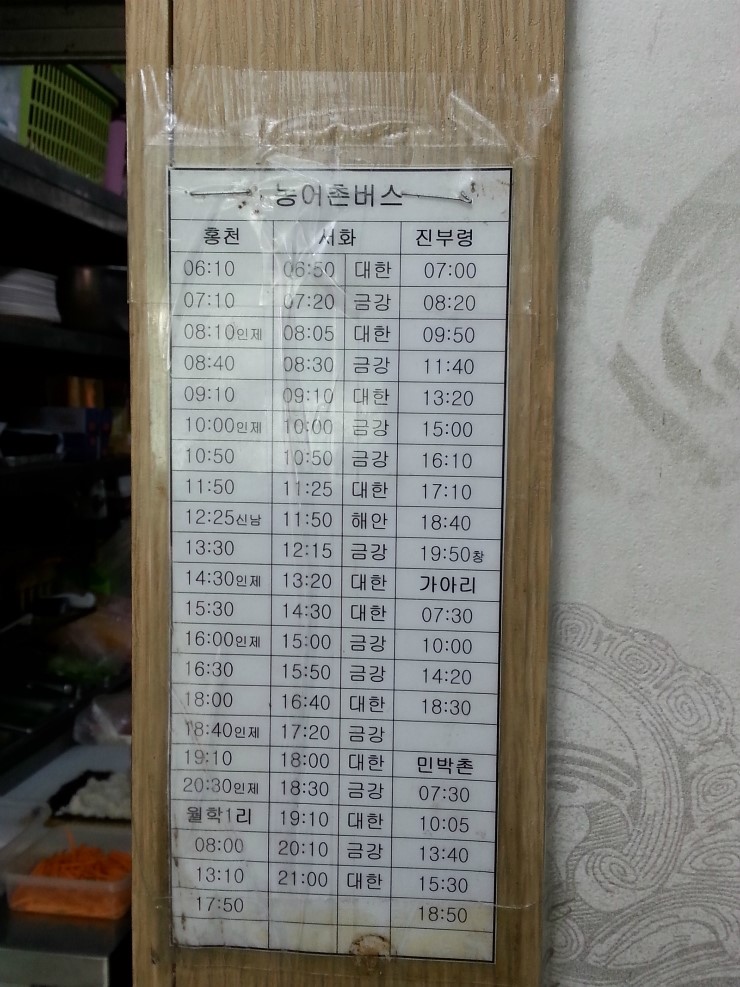 농어촌버스
홍천 서화 진부령
06:10 06:50 대한 07:00
07:10 07:20 금강 08:20
08:10인제 08:05 대한 09:50
08:40 08:30 금강 11:40
09:10 09:10 대한 13:20
10:00인제 10:00 금강 15:00
10:50 10:50 금강 16:10
11:50 11:25 대한 17:10
12:25신남 11:50 해안 18:40
13:30 12:15 금강 19:50창
14:30인제 13:20 대한 가아리
15:30 14:30 대한 07:30
16:00인제 15:00 금강 10:00
16:30 15:50 금강 14:20
18:00 16:40 대한 18:30
18:40인제 17:20 금강
19:10 18:00 대한 민박촌
20:30인제 18:30 금강 07:30
월학1리 19:10 대한 10:05
08:00 20:10 금강 13:40
13:10 21:00 대한 15:30
17:50 18:50